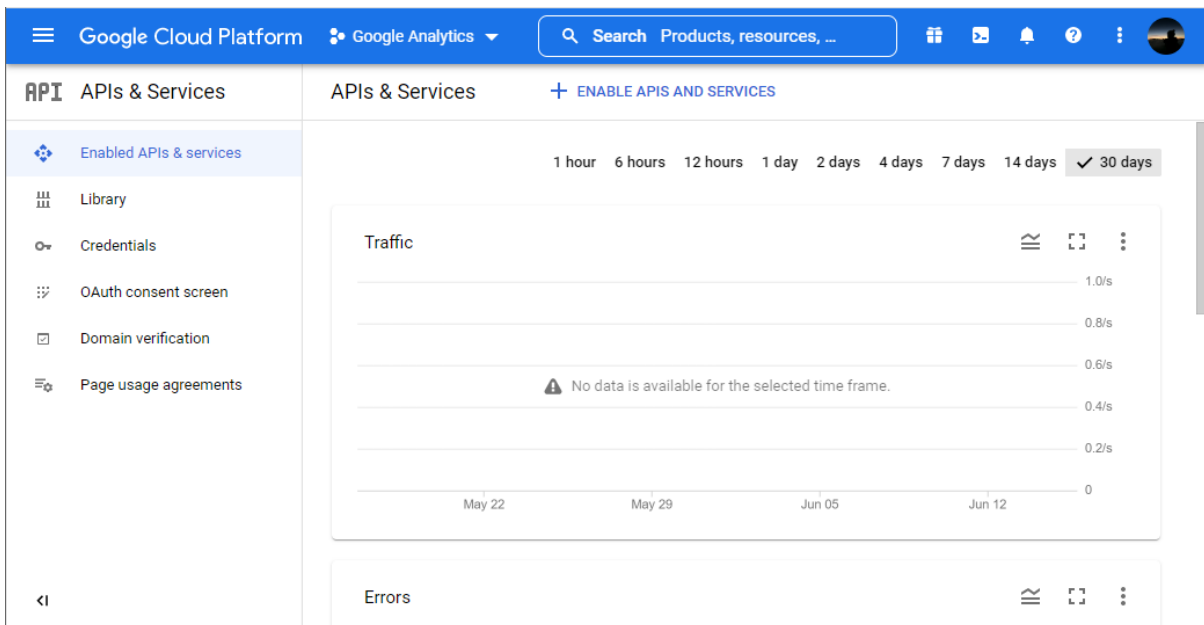 Google Cloud Platform Google Analytics Search Products, resources, ...
API APIs & Services
Enabled APIs & services
Library
Credentials
OAuth consent screen
Domain verification
Page usage agreements
APIs & Services + ENABLE APIS AND SERVICES
1 hour 6 hours 12 hours 1 day 2 days 4 days 7 days 14 days 30 days
Traffic
1.0/s
0.8/s
0.6/s
No data is available for the selected time frame.
0.4/s
0.2/s
0
May 22 May 29 Jun 05 Jun 12
Errors